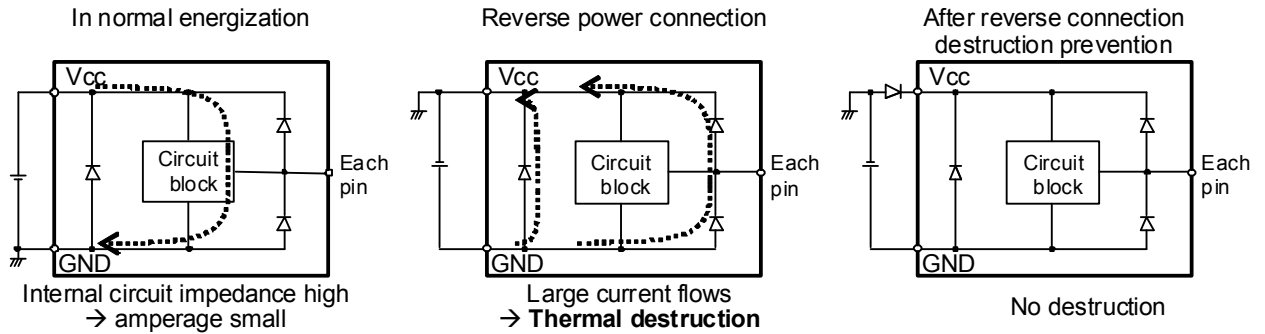 In normal energization
Vcc
Circuit
block
Each
pin
GND
Internal circuit impedance high
→ amperage small
Reverse power connection
Vcc
Circuit
block
Each
pin
GND
Large current flows
→ Thermal destruction
After reverse connection
destruction prevention
Vcc
Circuit
block
Each
pin
GND
No destruction